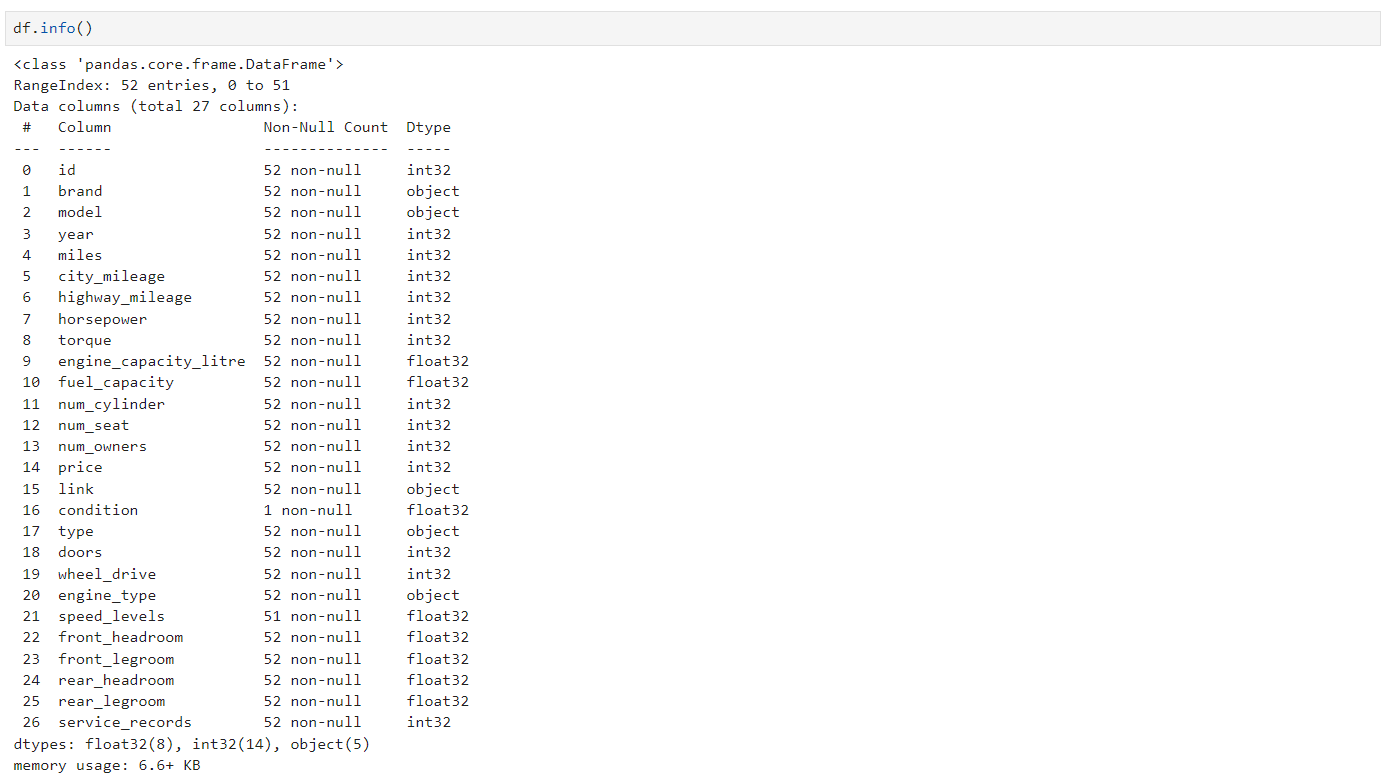 df.info()
<class 'pandas.core.frame.DataFrame'>
RangeIndex: 52 entries, 0 to 51
Data columns (total 27 columns):
 #   Column                 Non-Null Count  Dtype
---  ------                 --------------  -----
 0   id                     52 non-null     int32
 1   brand                  52 non-null     object
 2   model                  52 non-null     object
 3   year                   52 non-null     int32
 4   miles                  52 non-null     int32
 5   city_mileage           52 non-null     int32
 6   highway_mileage        52 non-null     int32
 7   horsepower             52 non-null     int32
 8   torque                 52 non-null     int32
 9   engine_capacity_litre  52 non-null     float32
 10  fuel_capacity          52 non-null     float32
 11  num_cylinder           52 non-null     int32
 12  num_seat               52 non-null     int32
 13  num_owners             52 non-null     int32
 14  price                  52 non-null     int32
 15  link                   52 non-null     object
 16  condition              1 non-null      float32
 17  type                   52 non-null     object
 18  doors                  52 non-null     int32
 19  wheel_drive            52 non-null     int32
 20  engine_type            52 non-null     object
 21  speed_levels           51 non-null     float32
 22  front_headroom         52 non-null     float32
 23  front_legroom          52 non-null     float32
 24  rear_headroom          52 non-null     float32
 25  rear_legroom           52 non-null     float32
 26  service_records        52 non-null     int32
dtypes: float32(8), int32(14), object(5)
memory usage: 6.6+ KB